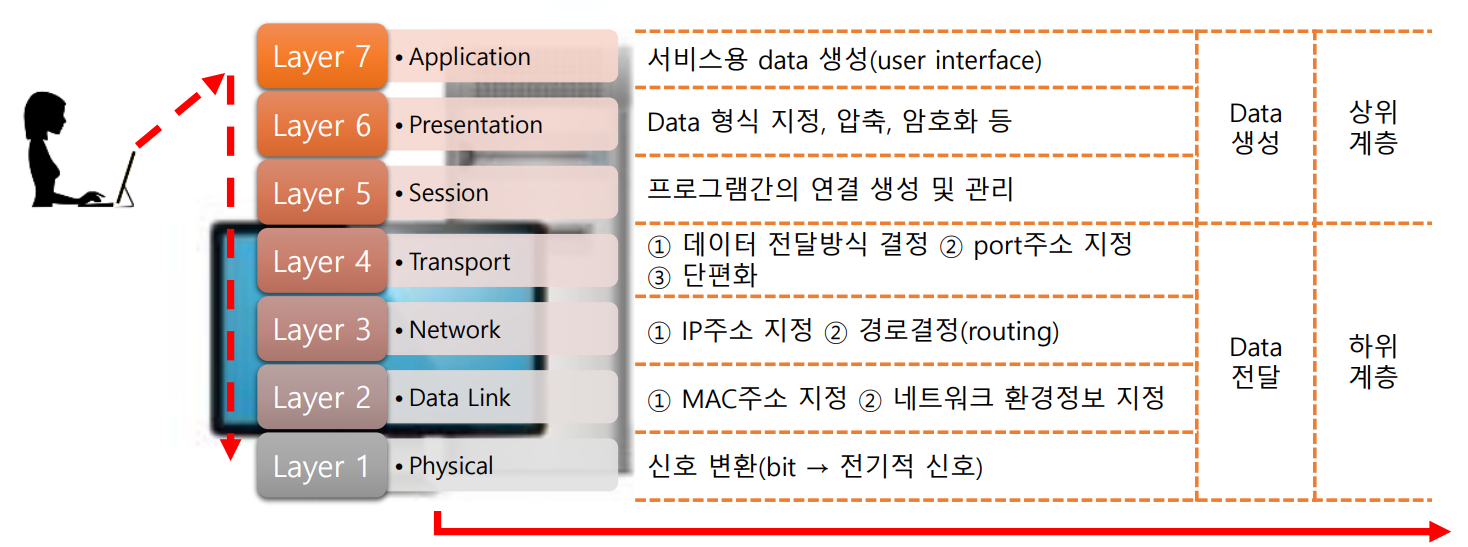 Layer 7 • Application 서비스용 data 생성(user interface)
Layer 6 • Presentation Data 형식 지정, 압축, 암호화 등
Data
생성
상위
계층
Layer 5 • Session 프로그램간의 연결 생성 및 관리
Layer 4 • Transport ① 데이터 전달방식 결정 ② port주소 지정
③ 단편화
Layer 3 • Network ① IP주소 지정 ② 경로결정(routing)
Data
전달
하위
계층
Layer 2 • Data Link ① MAC주소 지정 ② 네트워크 환경정보 지정
Layer 1 • Physical 신호 변환(bit → 전기적 신호)